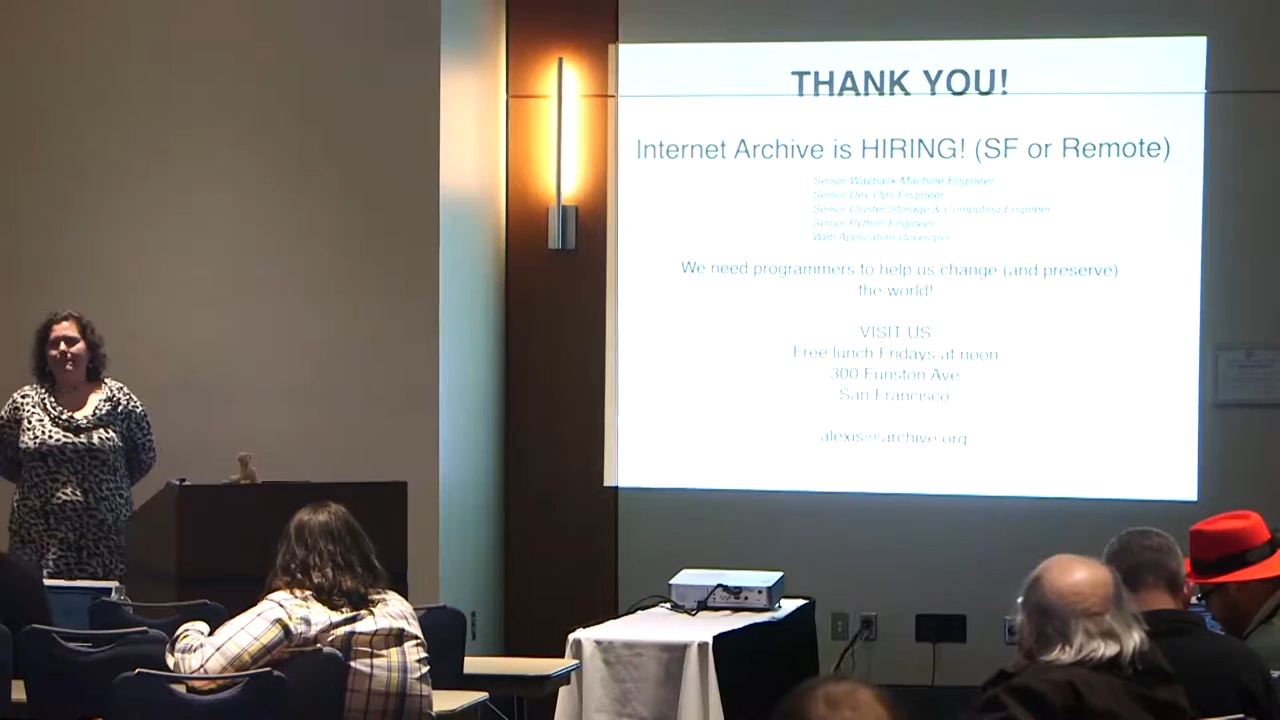 THANK YOU!
Internet Archive is HIRING! (SF or Remote)
Senior Wayback Machine Engineer
Senior Dev Ops Engineer
Senior Cluster Storage & Computing Engineer
Senior Python Engineer
Web Application Developer
We need programmers to help us change (and preserve)
the world!
VISIT US
Free lunch Fridays at noon
300 Funston Ave
San Francisco
alexis@archive.org